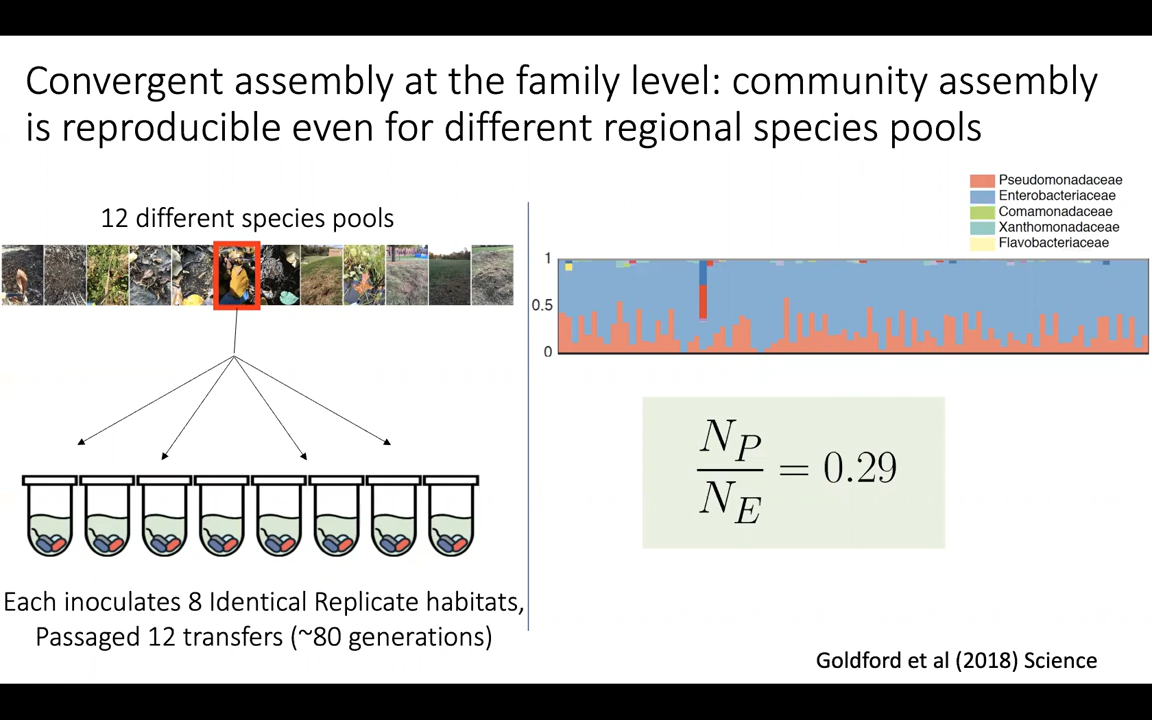 Convergent assembly at the family level: community assembly
is reproducible even for different regional species pools
12 different species pools
Each inoculates 8 Identical Replicate habitats,
Passaged 12 transfers (~80 generations)
Pseudomonadaceae
Enterobacteriaceae
Comamonadaceae
Xanthomonadaceae
Flavobacteriaceae
1
0.5
0
N_P / N_E = 0.29
Goldford et al (2018) Science